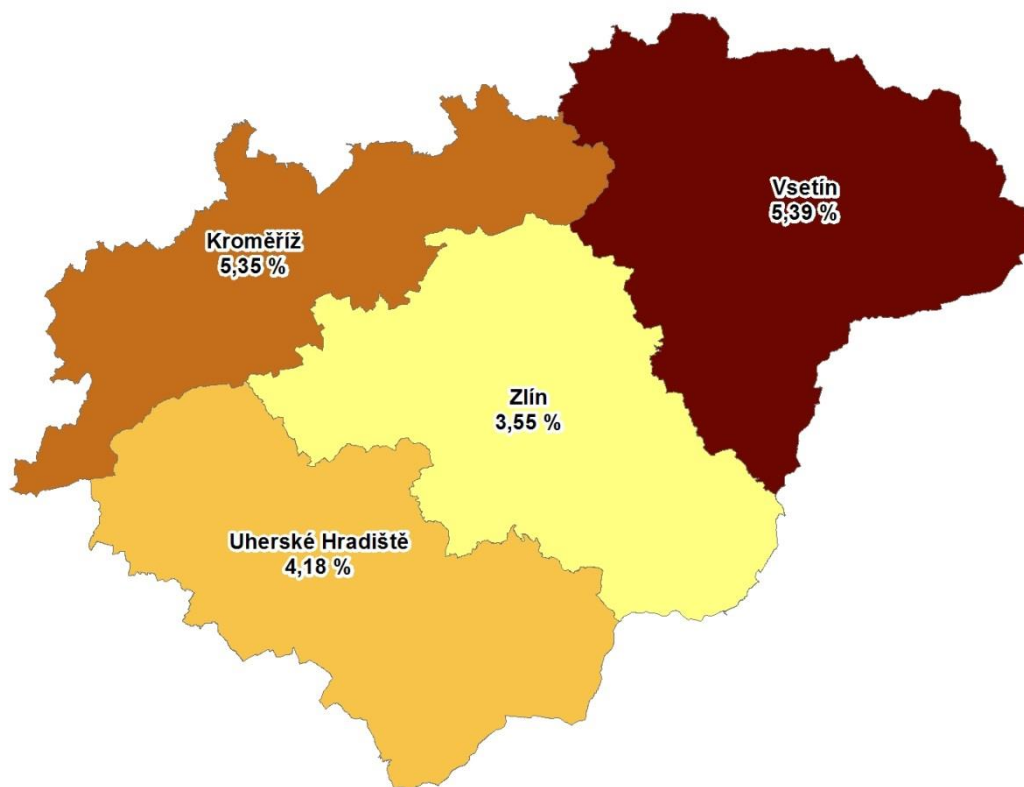 Vsetín
5,39 %
Kroměříž
5,35 %
Zlín
3,55 %
Uherské Hradiště
4,18 %